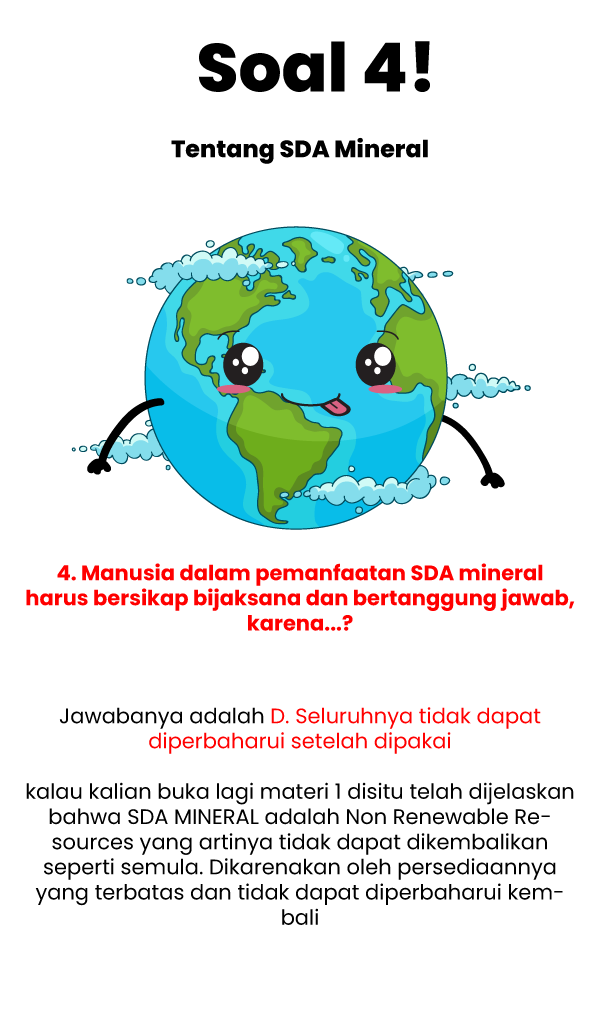 Soal 4!
Tentang SDA Mineral
4. Manusia dalam pemanfaatan SDA mineral
harus bersikap bijaksana dan bertanggung jawab,
karena...?
Jawabanya adalah D. Seluruhnya tidak dapat
diperbaharui setelah dipakai
kalau kalian buka lagi materi 1 disitu telah dijelaskan
bahwa SDA MINERAL adalah Non Renewable Re-
sources yang artinya tidak dapat dikembalikan
seperti semula. Dikarenakan oleh persediaannya
yang terbatas dan tidak dapat diperbaharui kem-
bali